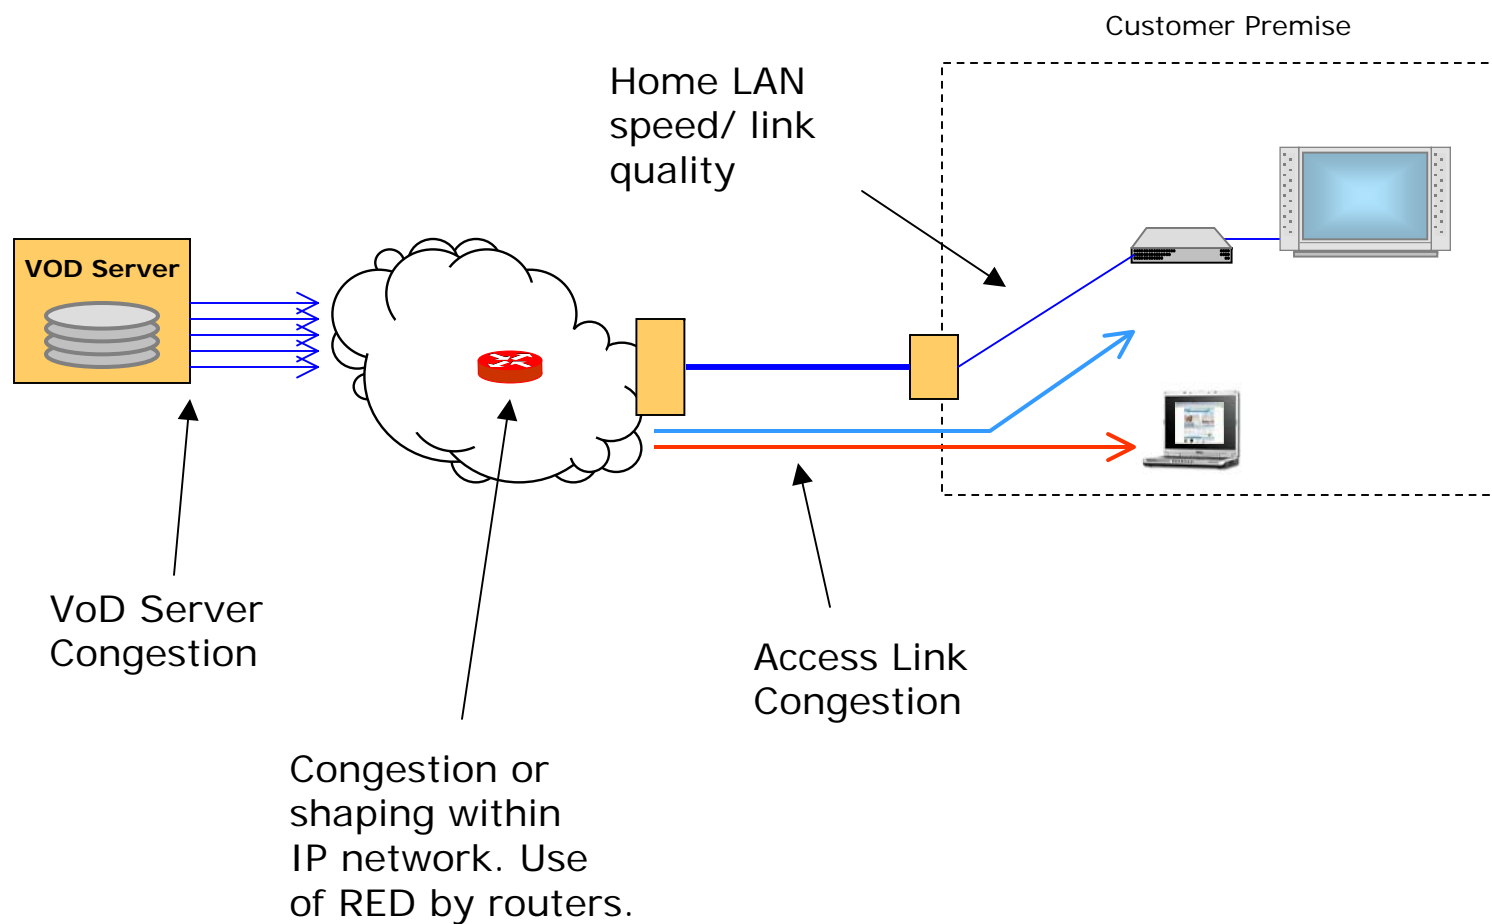 Customer Premise
Home LAN
speed/ link
quality
VOD Server
VoD Server
Congestion
Access Link
Congestion
Congestion or
shaping within
IP network. Use
of RED by routers.